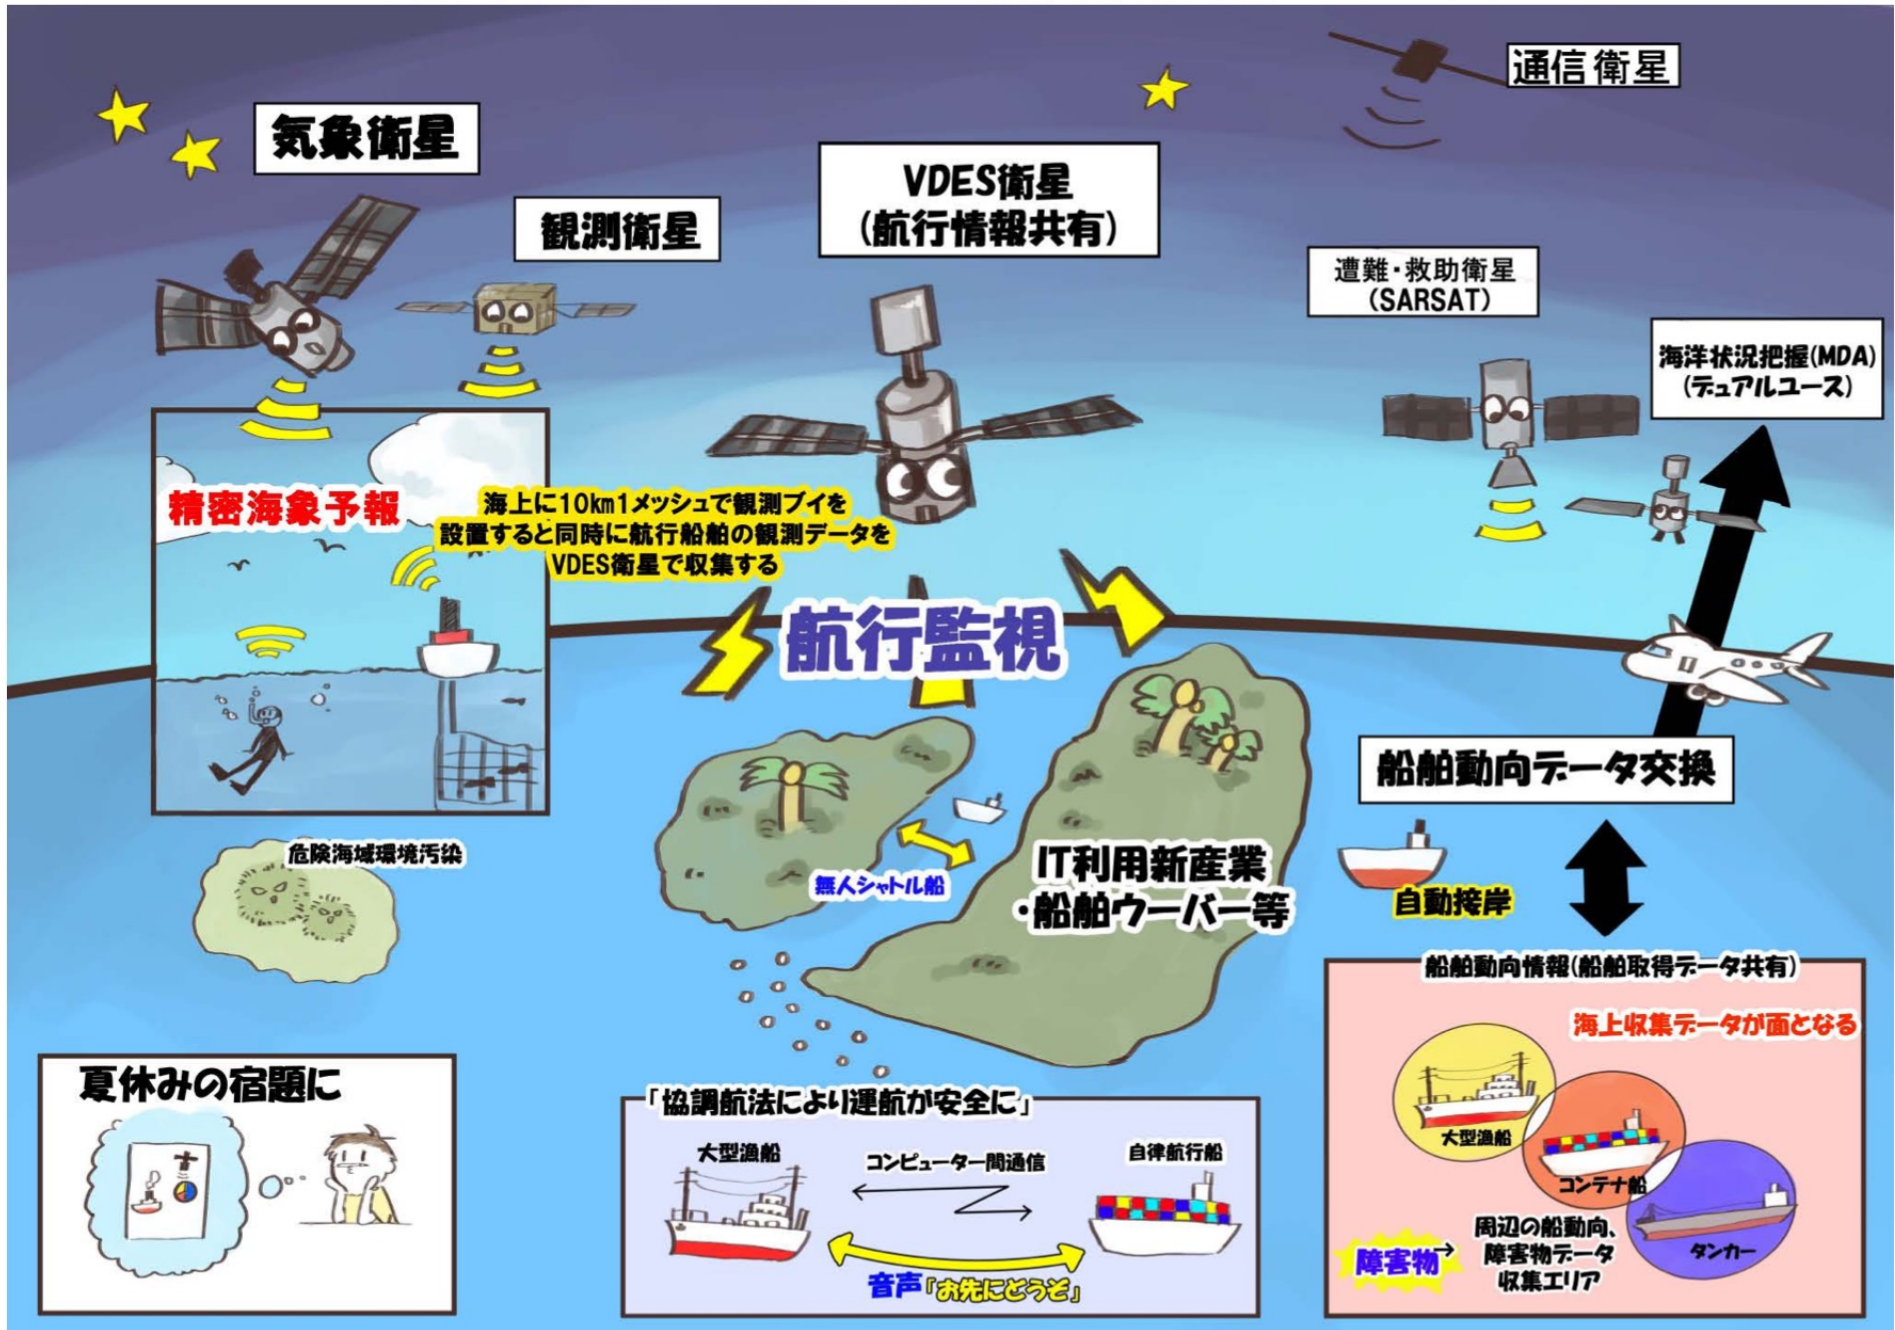 通信衛星
気象衛星
観測衛星
VDES衛星
(航行情報共有)
遭難・救助衛星
(SARSAT)
海洋状況把握(MDA)
(デュアルユース)
精密海象予報
海上に10km1メッシュで観測ブイを
設置すると同時に航行船舶の観測データを
VDES衛星で収集する
航行監視
船舶動向データ交換
危険海域環境汚染
無人シャトル船
IT利用新産業
・船舶ウーバー等
自動接岸
船舶動向情報(船舶取得データ共有)
海上収集データが面となる
大型漁船
コンテナ船
タンカー
障害物→
周辺の船動向、
障害物データ
収集エリア
夏休みの宿題に
「協調航法により運航が安全に」
大型漁船
コンピューター間通信
自律航行船
音声「お先にどうぞ」